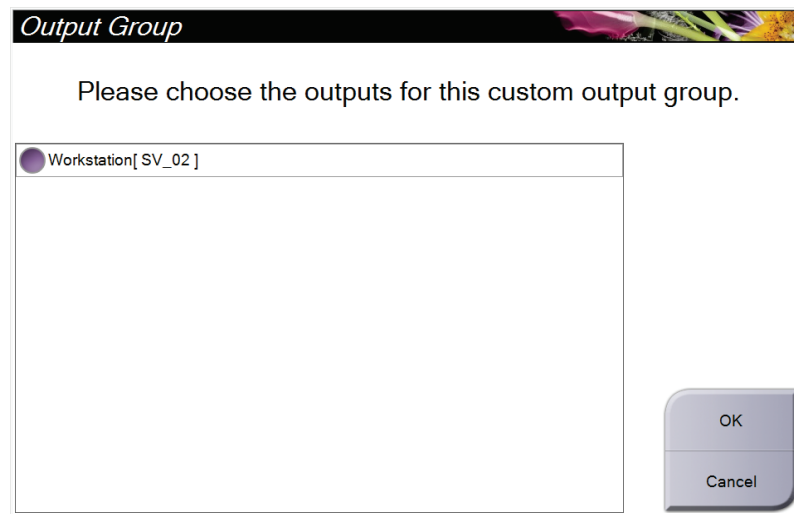 Output Group
Please choose the outputs for this custom output group.
Workstation[ SV_02 ]
OK
Cancel